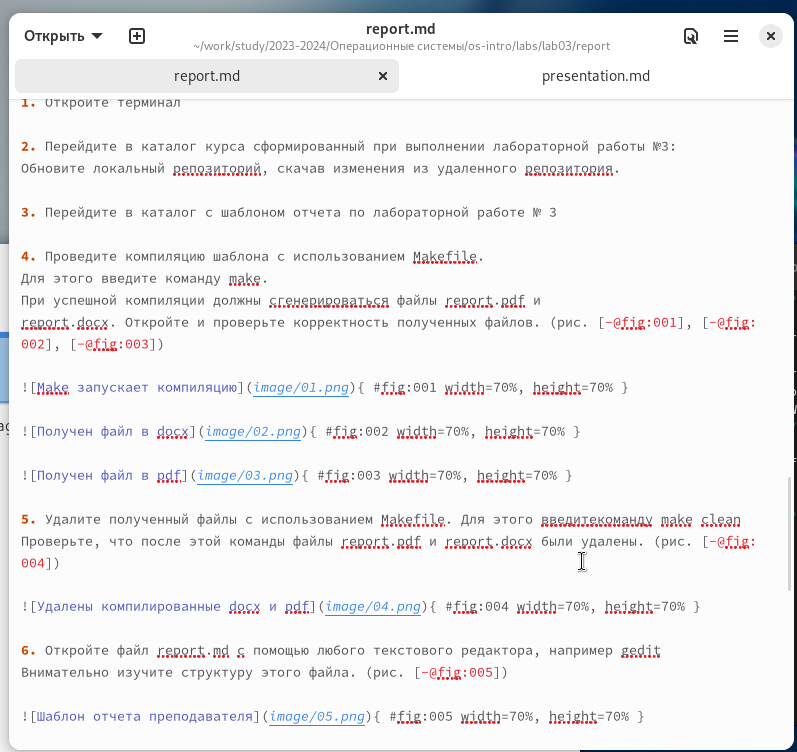 Открыть
report.md
~/work/study/2023-2024/Операционные системы/os-intro/labs/lab03/report
report.md
presentation.md
1. Откройте терминал
2. Перейдите в каталог курса сформированный при выполнении лабораторной работы №3:
Обновите локальный репозиторий, скачав изменения из удаленного репозитория.
3. Перейдите в каталог с шаблоном отчета по лабораторной работе № 3
4. Проведите компиляцию шаблона с использованием Makefile.
Для этого введите команду make.
При успешной компиляции должны сгенерироваться файлы report.pdf и
report.docx. Откройте и проверьте корректность полученных файлов. (рис. [-@fig:001], [-@fig:
002], [-@fig:003])
![Make запускает компиляцию](image/01.png){ #fig:001 width=70%, height=70% }
![Получен файл в docx](image/02.png){ #fig:002 width=70%, height=70% }
![Получен файл в pdf](image/03.png){ #fig:003 width=70%, height=70% }
5. Удалите полученный файлы с использованием Makefile. Для этого введитекоманду make clean
Проверьте, что после этой команды файлы report.pdf и report.docx были удалены. (рис. [-@fig:
004])
![Удалены компилированные docx и pdf](image/04.png){ #fig:004 width=70%, height=70% }
6. Откройте файл report.md c помощью любого текстового редактора, например gedit
Внимательно изучите структуру этого файла. (рис. [-@fig:005])
![Шаблон отчета преподавателя](image/05.png){ #fig:005 width=70%, height=70% }